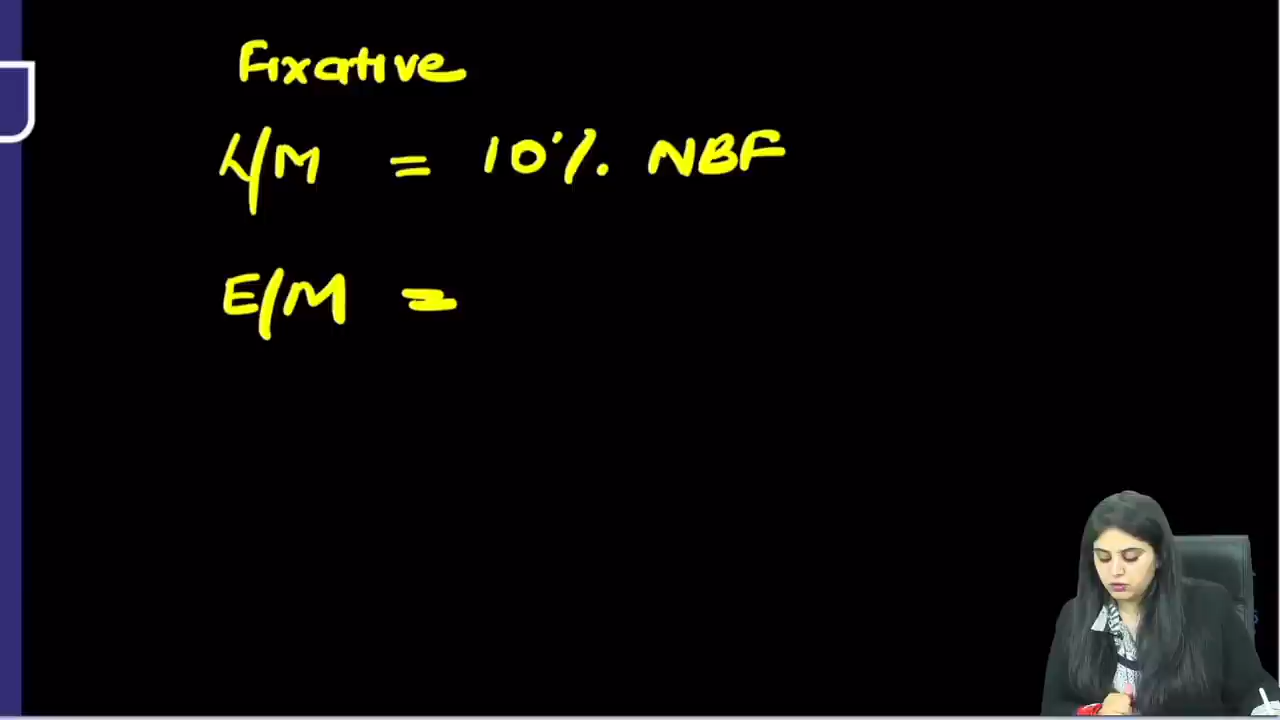 Fixative
L/M = 10% NBF
E/M =